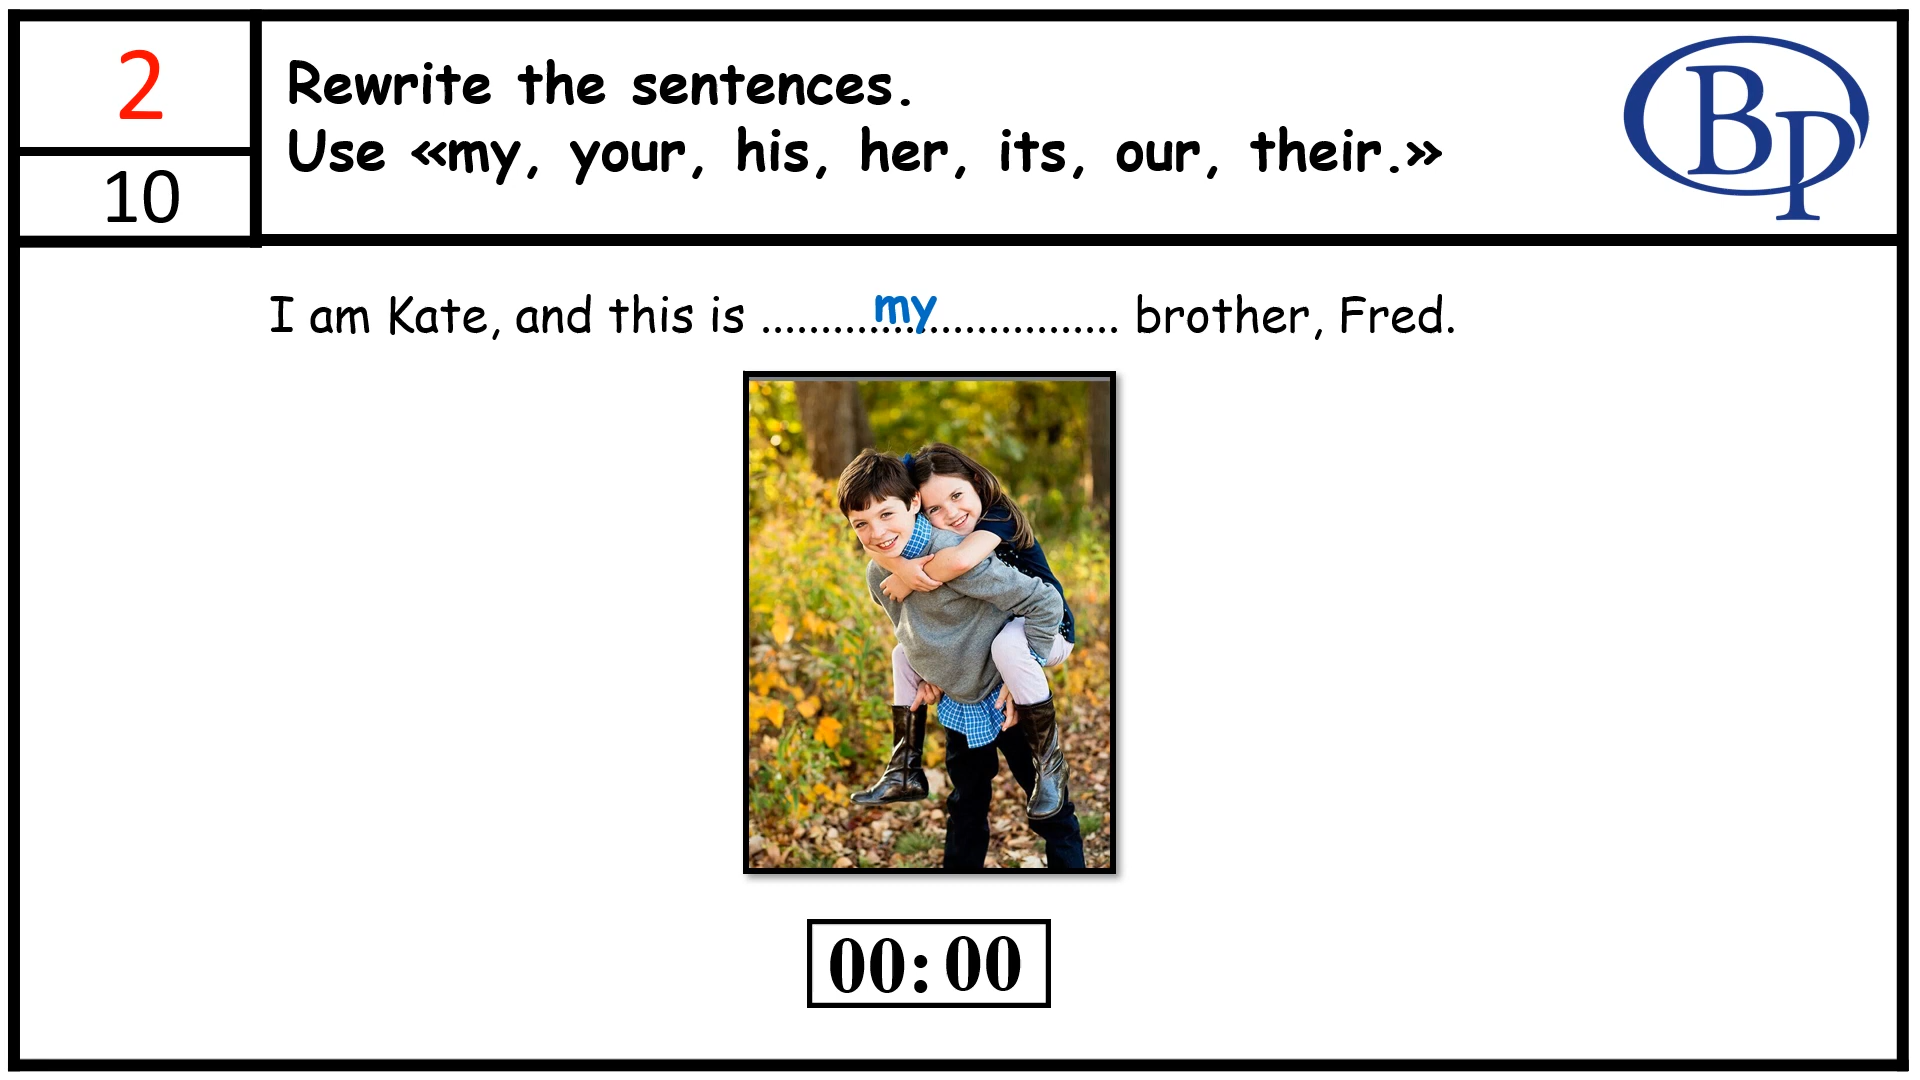 2
10
Rewrite the sentences.
Use «my, your, his, her, its, our, their.»
BP
I am Kate, and this is .............my................. brother, Fred.
00:00